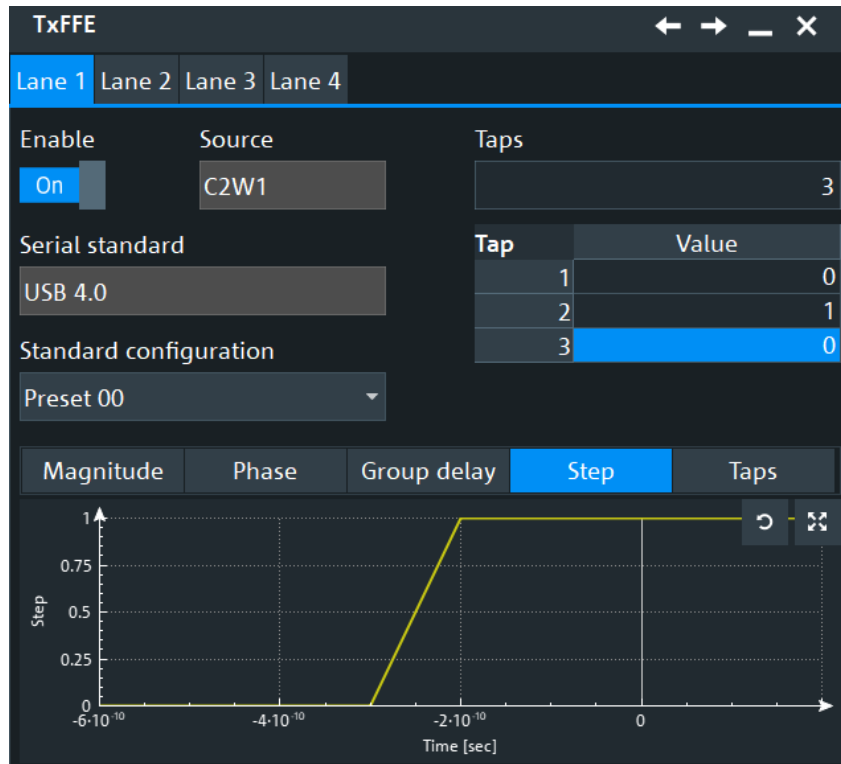 TxFFE
Lane 1 Lane 2 Lane 3 Lane 4
Enable Source Taps
On C2W1 3
Serial standard
USB 4.0
Tap Value
1 0
2 1
3 0
Standard configuration
Preset 00
Magnitude Phase Group delay Step Taps
1
0.75
0.5
0.25
0
Step
-6·10⁻¹⁰ -4·10⁻¹⁰ -2·10⁻¹⁰ 0
Time [sec]